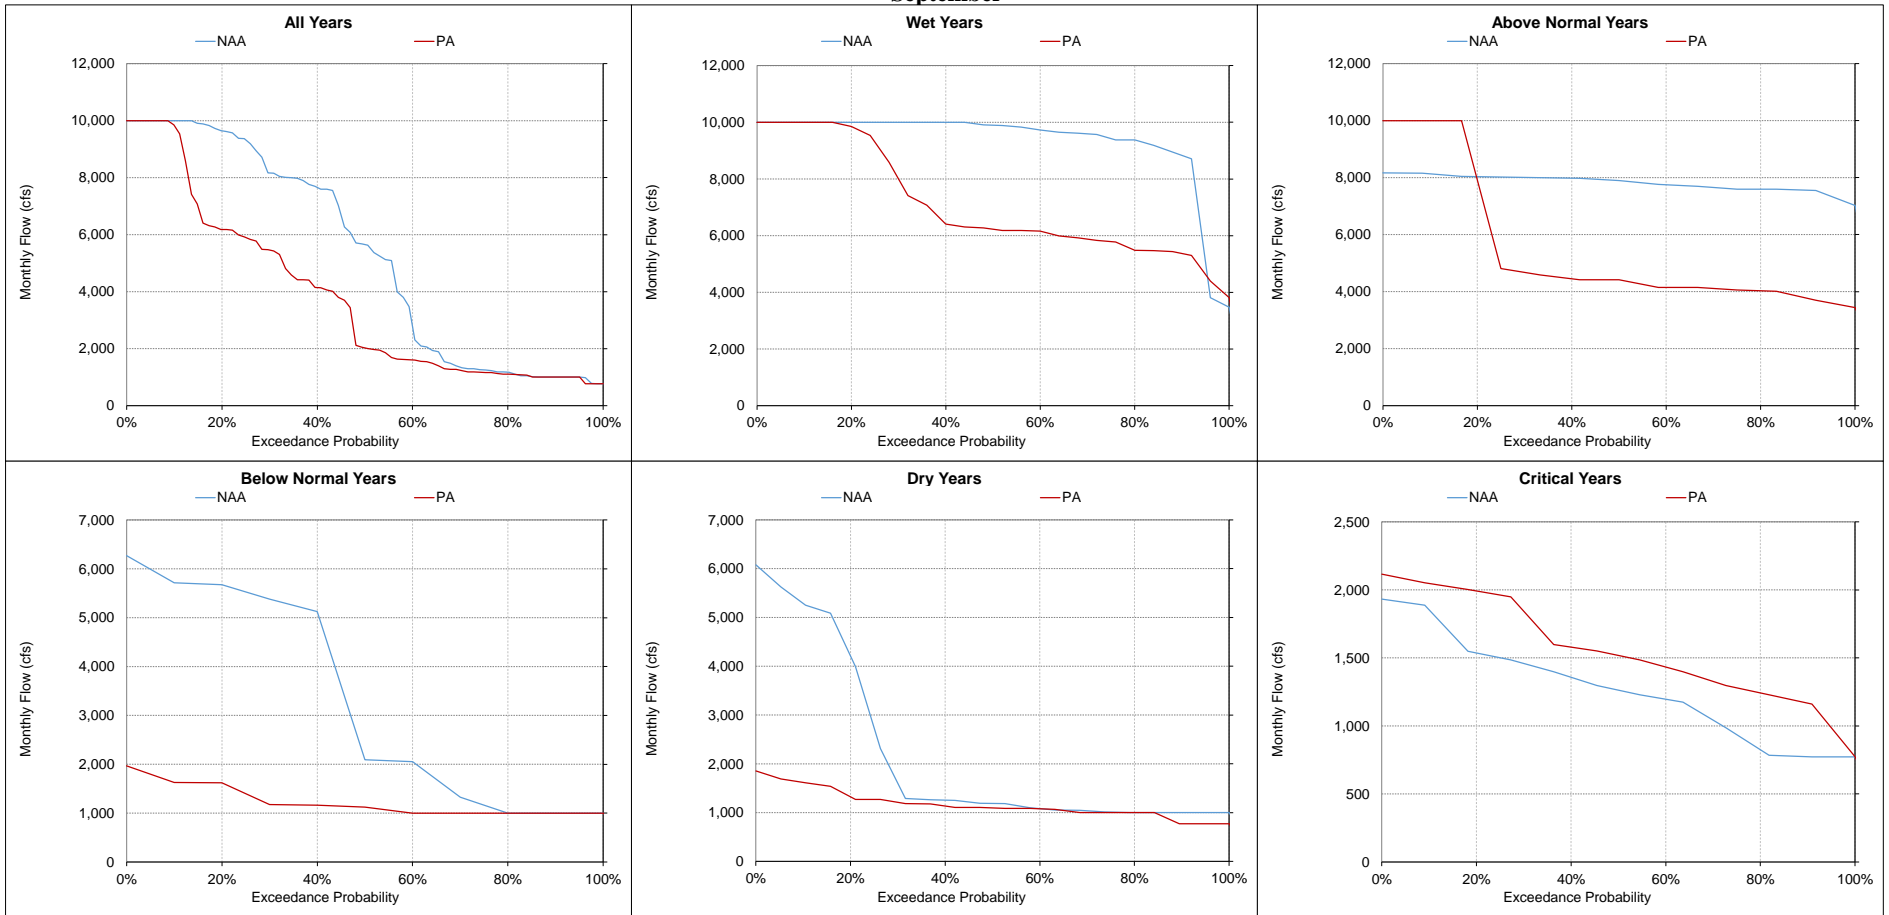 September
All Years
NAA PA
12,000
10,000
8,000
6,000
4,000
2,000
0
Monthly Flow (cfs)
0% 20% 40% 60% 80% 100%
Exceedance Probability
Wet Years
NAA PA
12,000
10,000
8,000
6,000
4,000
2,000
0
Monthly Flow (cfs)
0% 20% 40% 60% 80% 100%
Exceedance Probability
Above Normal Years
NAA PA
12,000
10,000
8,000
6,000
4,000
2,000
0
Monthly Flow (cfs)
0% 20% 40% 60% 80% 100%
Exceedance Probability
Below Normal Years
NAA PA
7,000
6,000
5,000
4,000
3,000
2,000
1,000
0
Monthly Flow (cfs)
0% 20% 40% 60% 80% 100%
Exceedance Probability
Dry Years
NAA PA
7,000
6,000
5,000
4,000
3,000
2,000
1,000
0
Monthly Flow (cfs)
0% 20% 40% 60% 80% 100%
Exceedance Probability
Critical Years
NAA PA
2,500
2,000
1,500
1,000
500
0
Monthly Flow (cfs)
0% 20% 40% 60% 80% 100%
Exceedance Probability